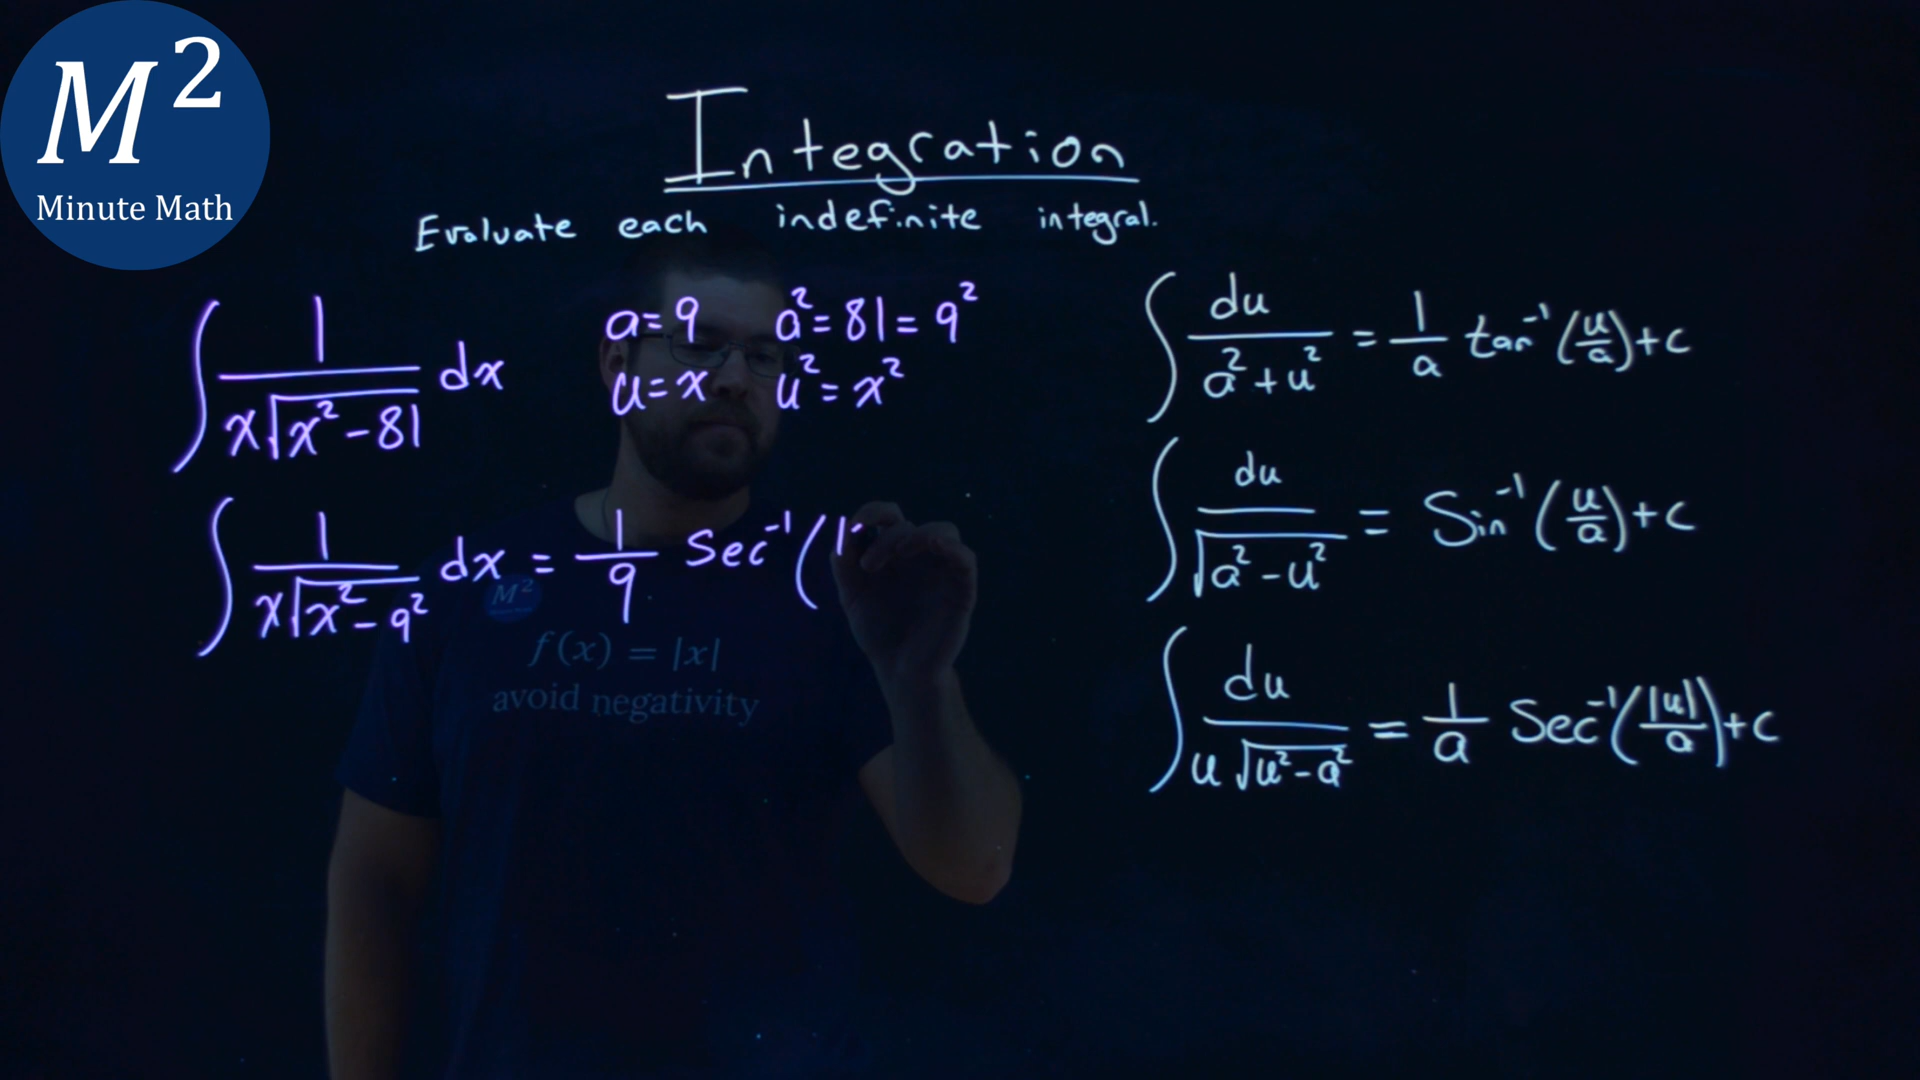 M²
Minute Math
Integration
Evaluate each indefinite integral.
∫ 1/(x√(x²-81)) dx
a=9 a²=81=9²
u=x u²=x²
∫ 1/(x√(x²-9²)) dx = 1/9 Sec⁻¹(|
M²
f(x) = |x|
avoid negativity
∫ du/(a²+u²) = 1/a tan⁻¹(u/a)+c
∫ du/√(a²-u²) = Sin⁻¹(u/a)+c
∫ du/(u√(u²-a²)) = 1/a Sec⁻¹(|u|/a)+c